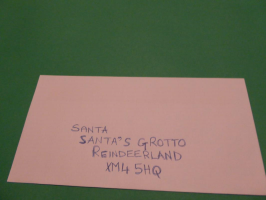 SANTA
SANTA'S GROTTO
REINDEERLAND
XM4 5HQ